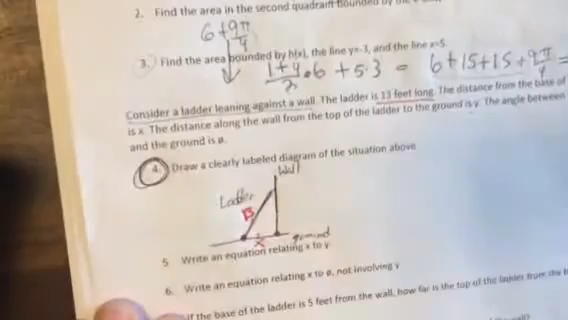 2. Find the area in the second quadrant bounded by the
6+9π/4
3. Find the area bounded by h(x), the line y=-3, and the line x=5.
(1+4)/2 • 6 + 5·3 = 6+15+15+9π/4 =
Consider a ladder leaning against a wall. The ladder is 13 feet long. The distance from the base of
is x. The distance along the wall from the top of the ladder to the ground is y. The angle between
and the ground is ø.
4. Draw a clearly labeled diagram of the situation above
Wall
Ladder
13
x
ground
5. Write an equation relating x to y
6. Write an equation relating x to ø, not involving y
If the base of the ladder is 5 feet from the wall, how far is the top of the ladder from the
wall?